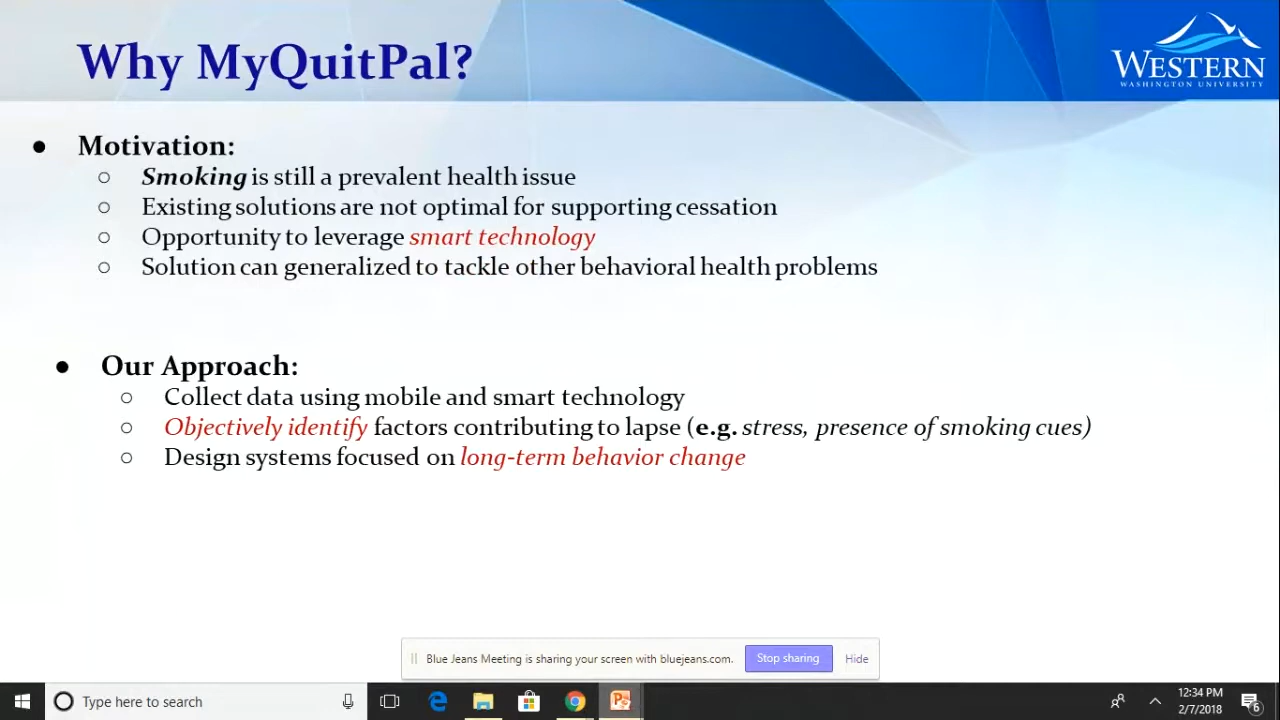 Why MyQuitPal?
WESTERN
WASHINGTON UNIVERSITY
● Motivation:
○ Smoking is still a prevalent health issue
○ Existing solutions are not optimal for supporting cessation
○ Opportunity to leverage smart technology
○ Solution can generalized to tackle other behavioral health problems
● Our Approach:
○ Collect data using mobile and smart technology
○ Objectively identify factors contributing to lapse (e.g. stress, presence of smoking cues)
○ Design systems focused on long-term behavior change
Blue Jeans Meeting is sharing your screen with bluejeans.com. Stop sharing Hide
Type here to search
12:34 PM
2/7/2018
6